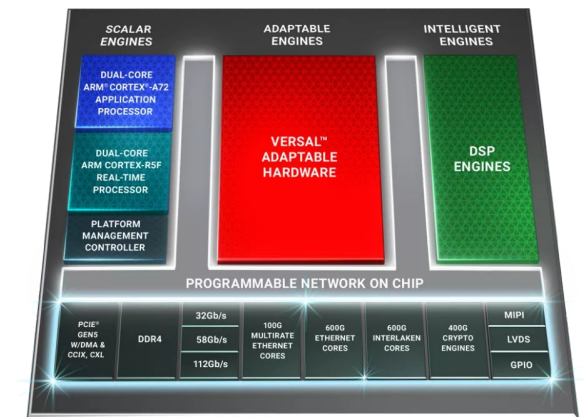 SCALAR
ENGINES
ADAPTABLE
ENGINES
INTELLIGENT
ENGINES
DUAL-CORE
ARM® CORTEX®-A72
APPLICATION
PROCESSOR
DUAL-CORE
ARM CORTEX-R5F
REAL-TIME
PROCESSOR
PLATFORM
MANAGEMENT
CONTROLLER
VERSAL™
ADAPTABLE
HARDWARE
DSP
ENGINES
PROGRAMMABLE NETWORK ON CHIP
PCIE®
GEN5
W/DMA &
CCIX, CXL
DDR4
32Gb/s
58Gb/s
112Gb/s
100G
MULTIRATE
ETHERNET
CORES
600G
ETHERNET
CORES
600G
INTERLAKEN
CORES
400G
CRYPTO
ENGINES
MIPI
LVDS
GPIO